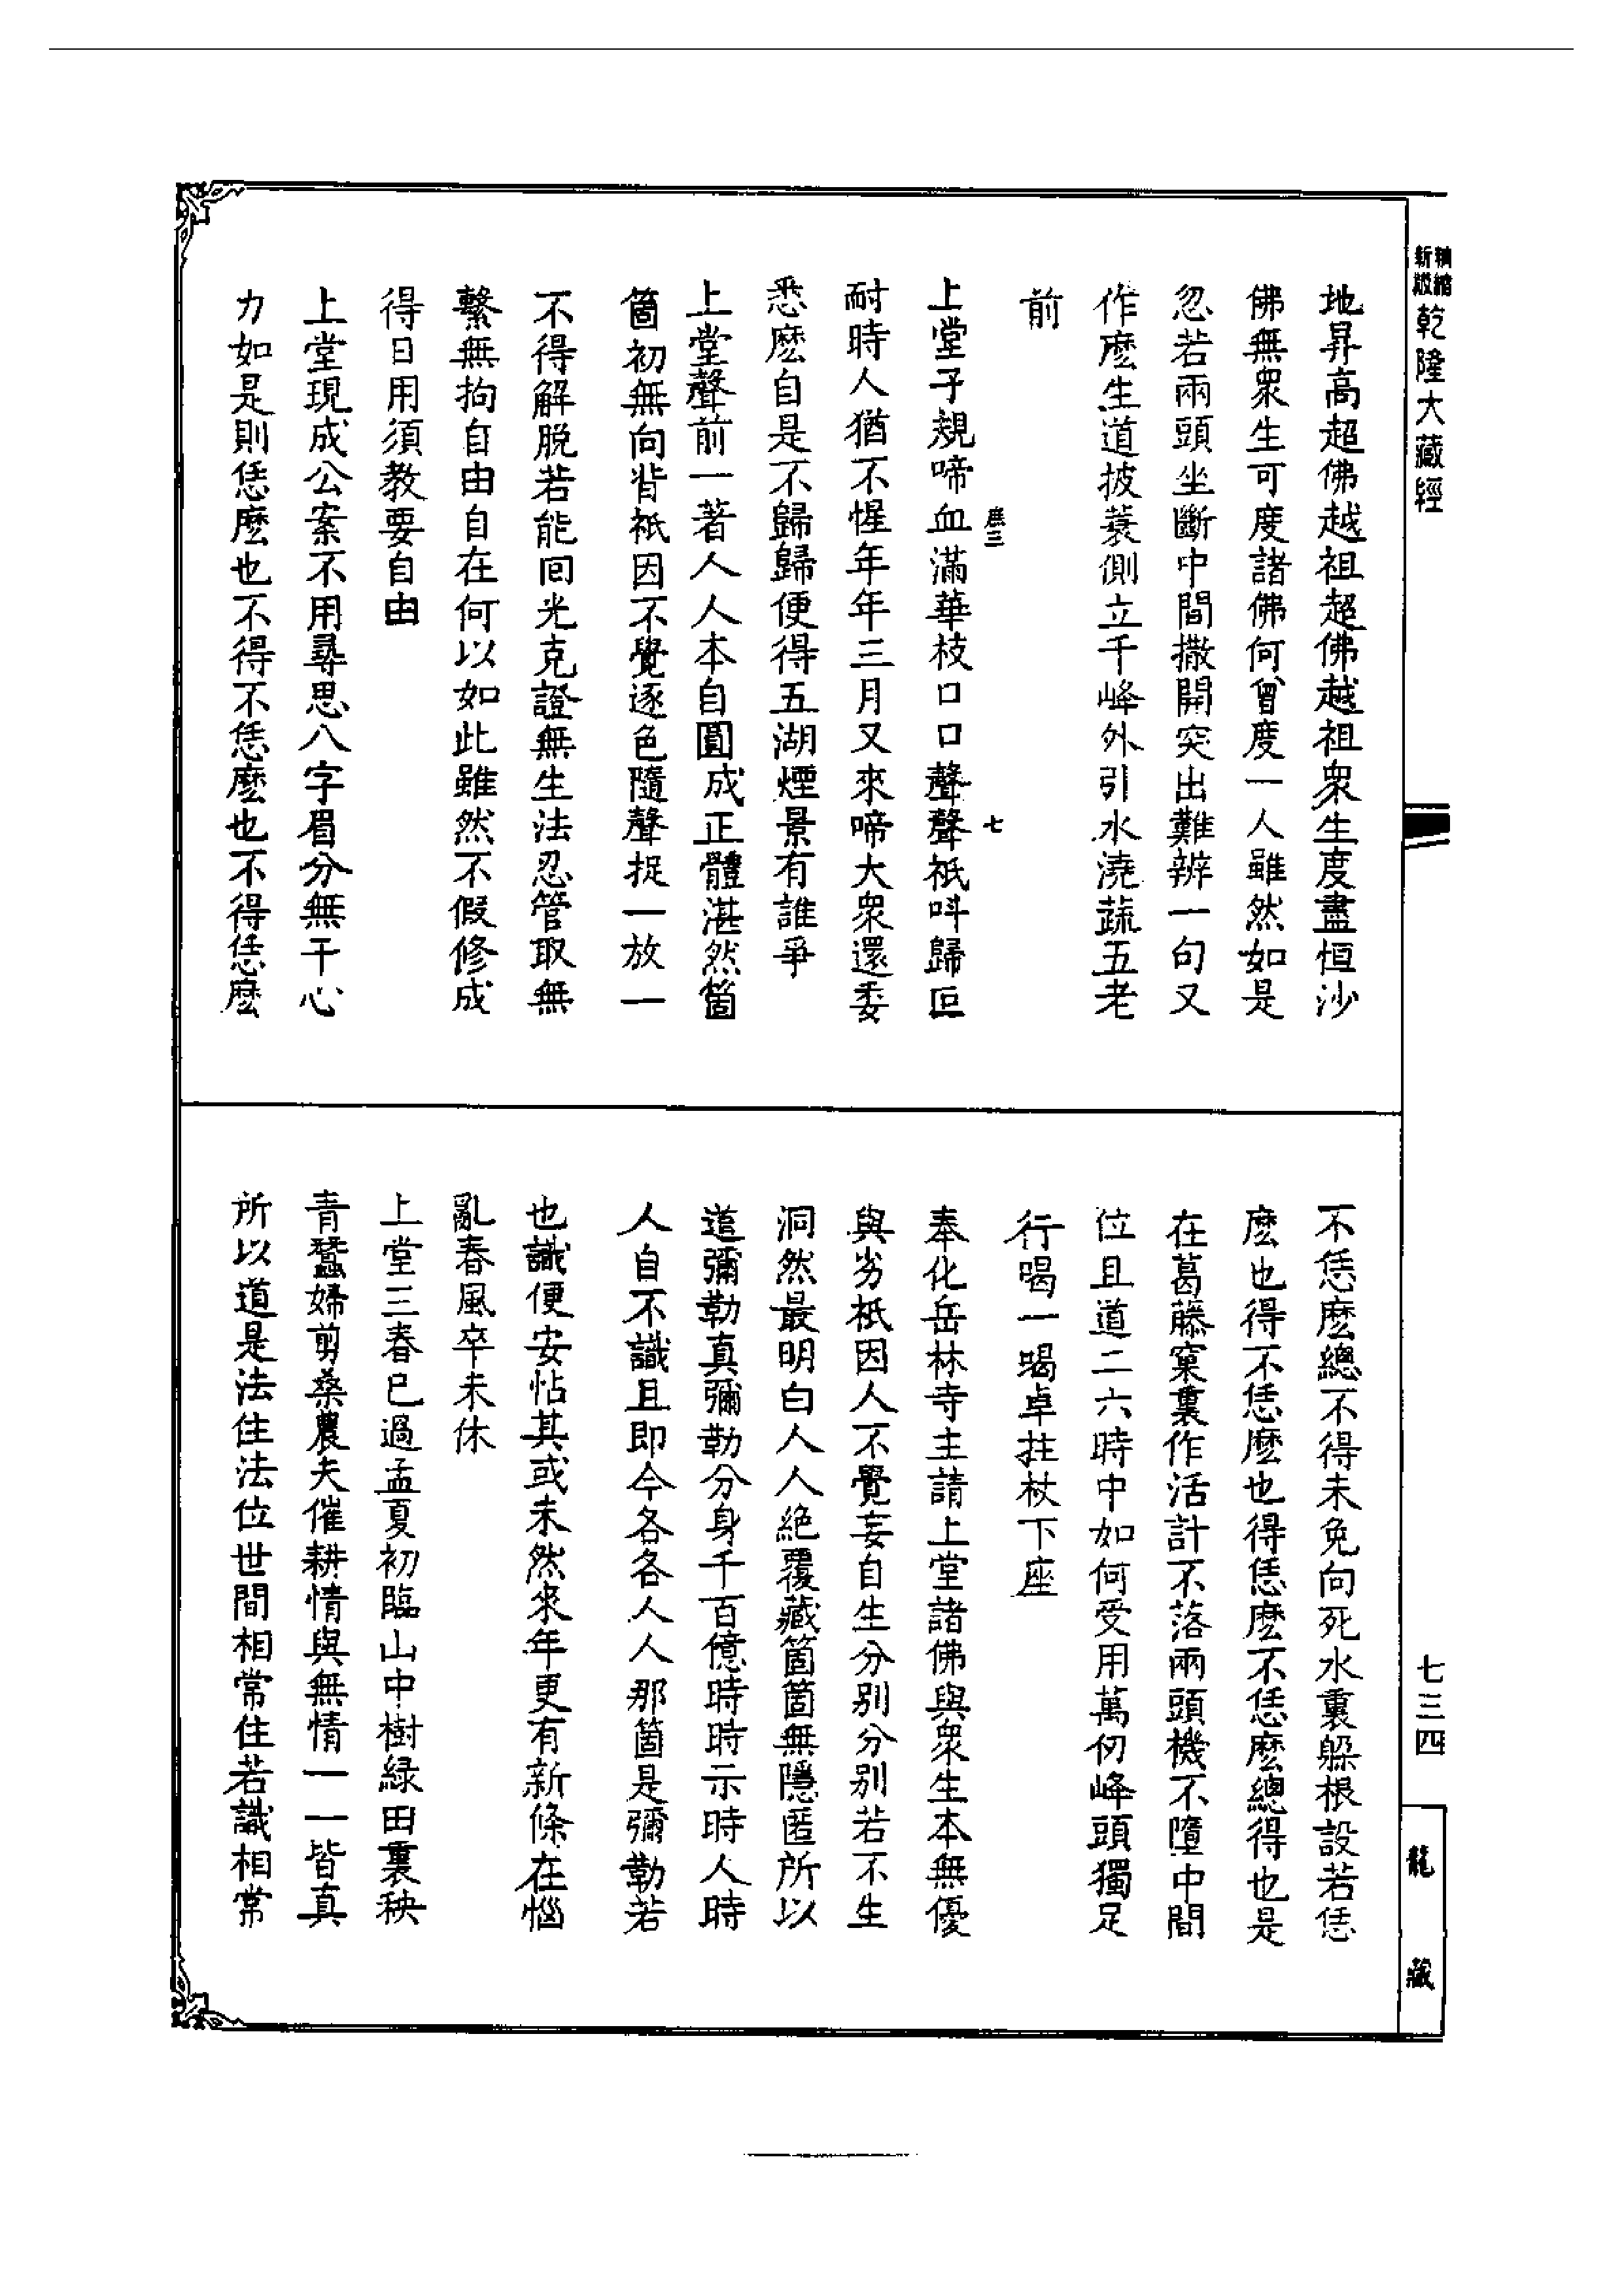 精縮
新版
乾隆大藏經
地昇高超佛越祖超佛越祖衆生度盡恒沙
佛無衆生可度諸佛何曾度一人雖然如是
忽若兩頭坐斷中間撒開突出難辨一句又
作麽生道披蓑側立千峰外引水澆蔬五老
前
庶三
七
上堂子規啼血滿華枝口口聲聲祇呌歸叵
耐時人猶不惺年年三月又來啼大衆還委
悉麽自是不歸歸便得五湖煙景有誰爭
上堂聲前一著人人本自圓成正體湛然箇
箇初無向背祇因不覺逐色隨聲捉一放一
不得解脱若能回光克證無生法忍管取無
繫無拘自由自在何以如此雖然不假修成
得日用須教要自由
上堂現成公案不用尋思八字眉分無干心
力如是則恁麽也不得不恁麽也不得恁麽
不恁麽總不得未免向死水裏躱根設若恁
麽也得不恁麽也得恁麽不恁麽總得也是
在葛藤窠裏作活計不落兩頭機不墮中間
位且道二六時中如何受用萬仞峰頭獨足
行喝一喝卓拄杖下座
奉化岳林寺主請上堂諸佛與衆生本無優
與劣祇因人不覺妄自生分别分别若不生
洞然最明白人人絶覆藏箇箇無隱匿所以
道彌勒真彌勒分身千百億時時示時人時
人自不識且即今各各人人那箇是彌勒若
也識便安怗其或未然來年更有新條在惱
亂春風卒未休
上堂三春已過孟夏初臨山中樹緑田裏秧
青蠶婦剪桑農夫催耕情與無情一一皆真
所以道是法住法位世間相常住若識相常
七三四
龍藏